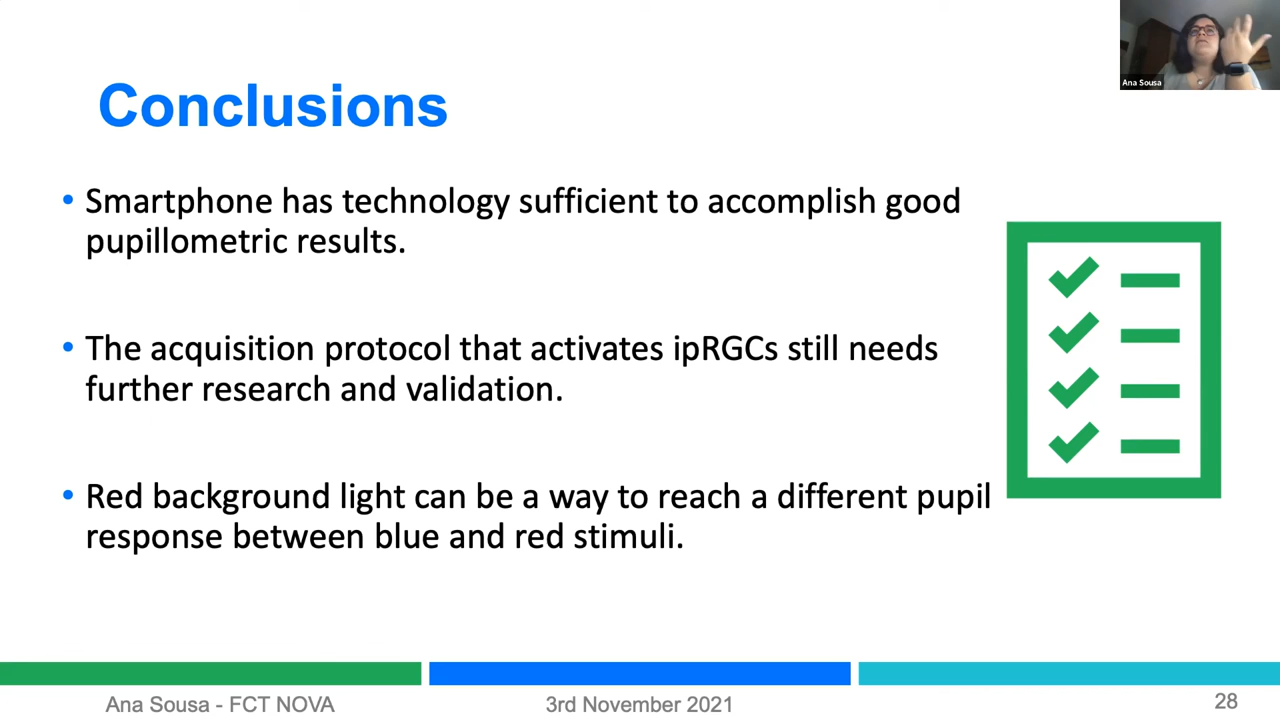 Ana Sousa
Conclusions
• Smartphone has technology sufficient to accomplish good
pupillometric results.
• The acquisition protocol that activates ipRGCs still needs
further research and validation.
• Red background light can be a way to reach a different pupil
response between blue and red stimuli.
Ana Sousa - FCT NOVA
3rd November 2021
28